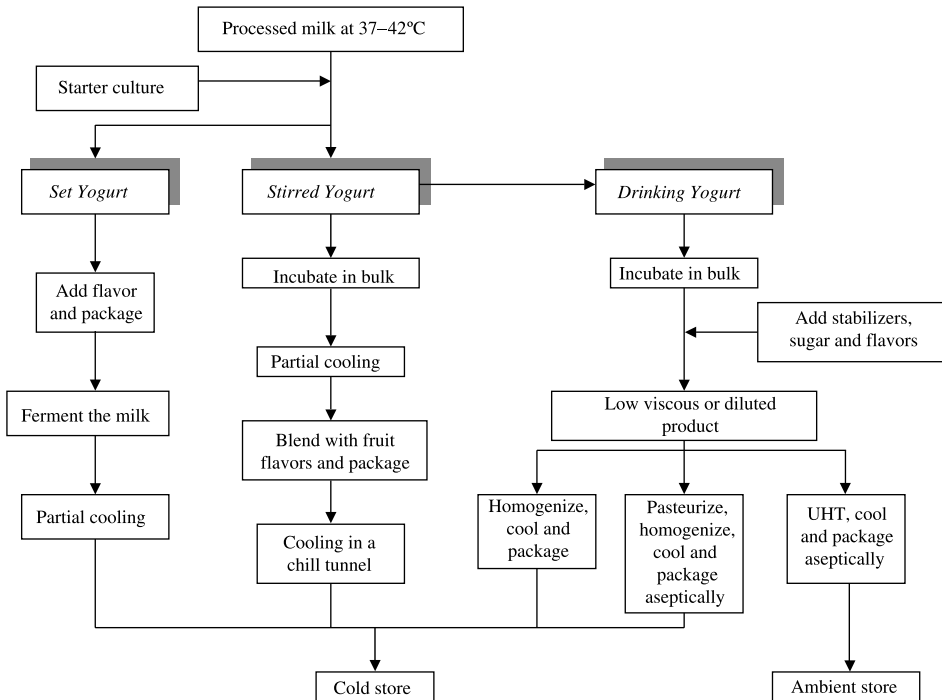 Processed milk at 37–42ºC
Starter culture
Set Yogurt
Stirred Yogurt
Drinking Yogurt
Add flavor
and package
Ferment the milk
Partial cooling
Incubate in bulk
Partial cooling
Blend with fruit
flavors and package
Cooling in a
chill tunnel
Incubate in bulk
Add stabilizers,
sugar and flavors
Low viscous or diluted
product
Homogenize,
cool and
package
Pasteurize,
homogenize,
cool and
package
aseptically
UHT, cool
and package
aseptically
Cold store
Ambient store